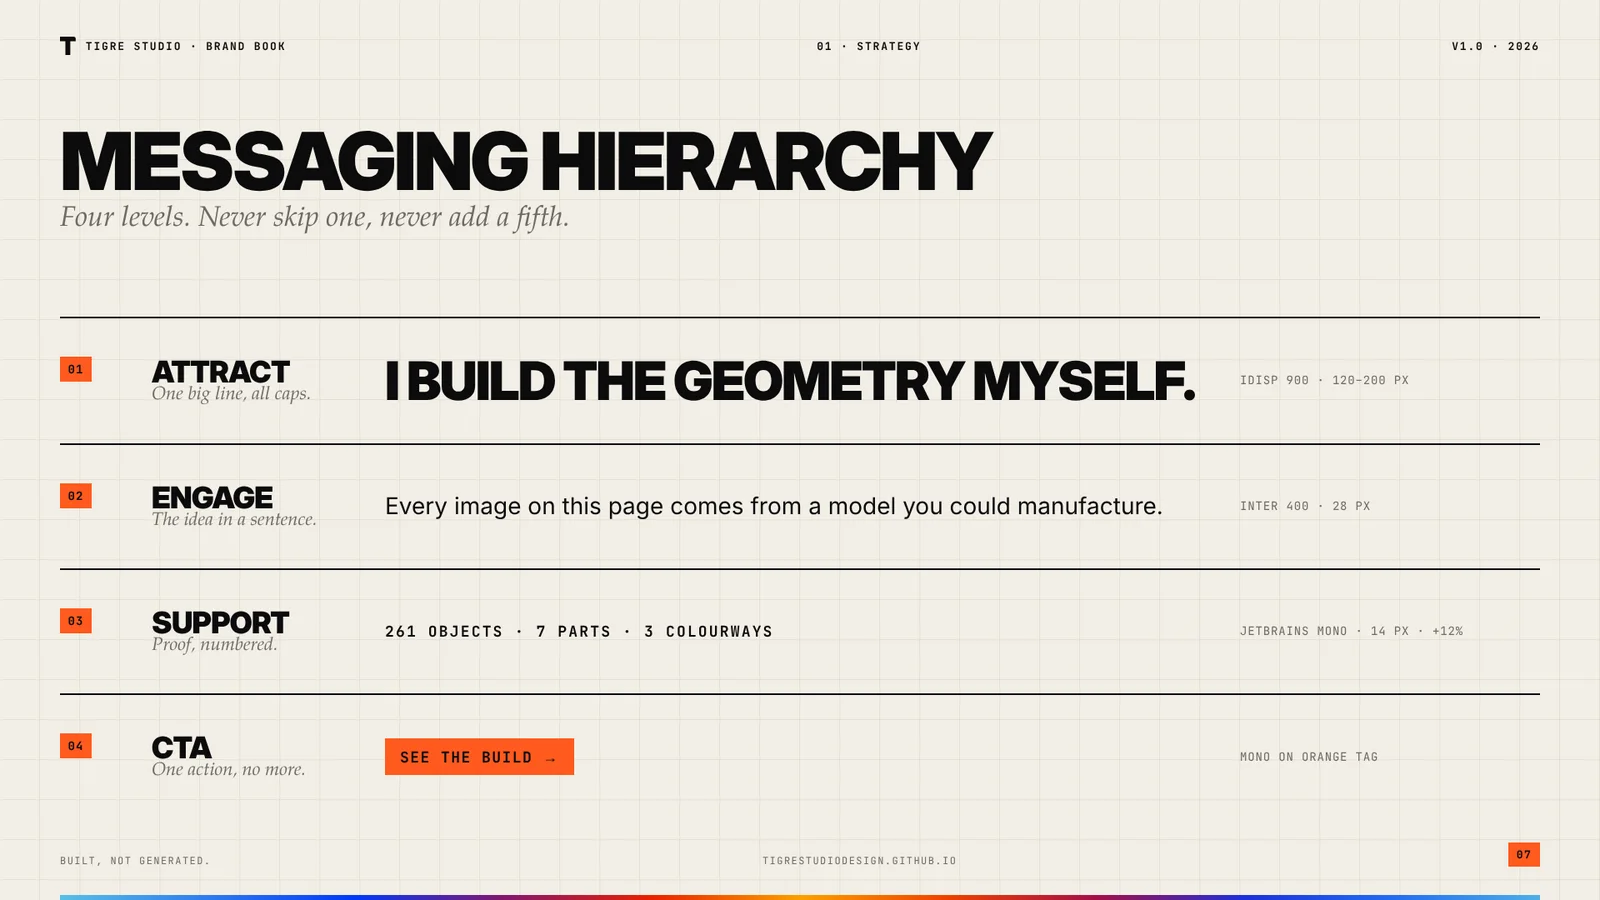 T TIGRE STUDIO · BRAND BOOK
01 · STRATEGY
V1.0 · 2026
MESSAGING HIERARCHY
Four levels. Never skip one, never add a fifth.
01
ATTRACT
One big line, all caps.
I BUILD THE GEOMETRY MYSELF.
IDISP 900 · 120–200 PX
02
ENGAGE
The idea in a sentence.
Every image on this page comes from a model you could manufacture.
INTER 400 · 28 PX
03
SUPPORT
Proof, numbered.
261 OBJECTS · 7 PARTS · 3 COLOURWAYS
JETBRAINS MONO · 14 PX · +12%
04
CTA
One action, no more.
SEE THE BUILD →
MONO ON ORANGE TAG
BUILT, NOT GENERATED.
TIGRESTUDIODESIGN.GITHUB.IO
07